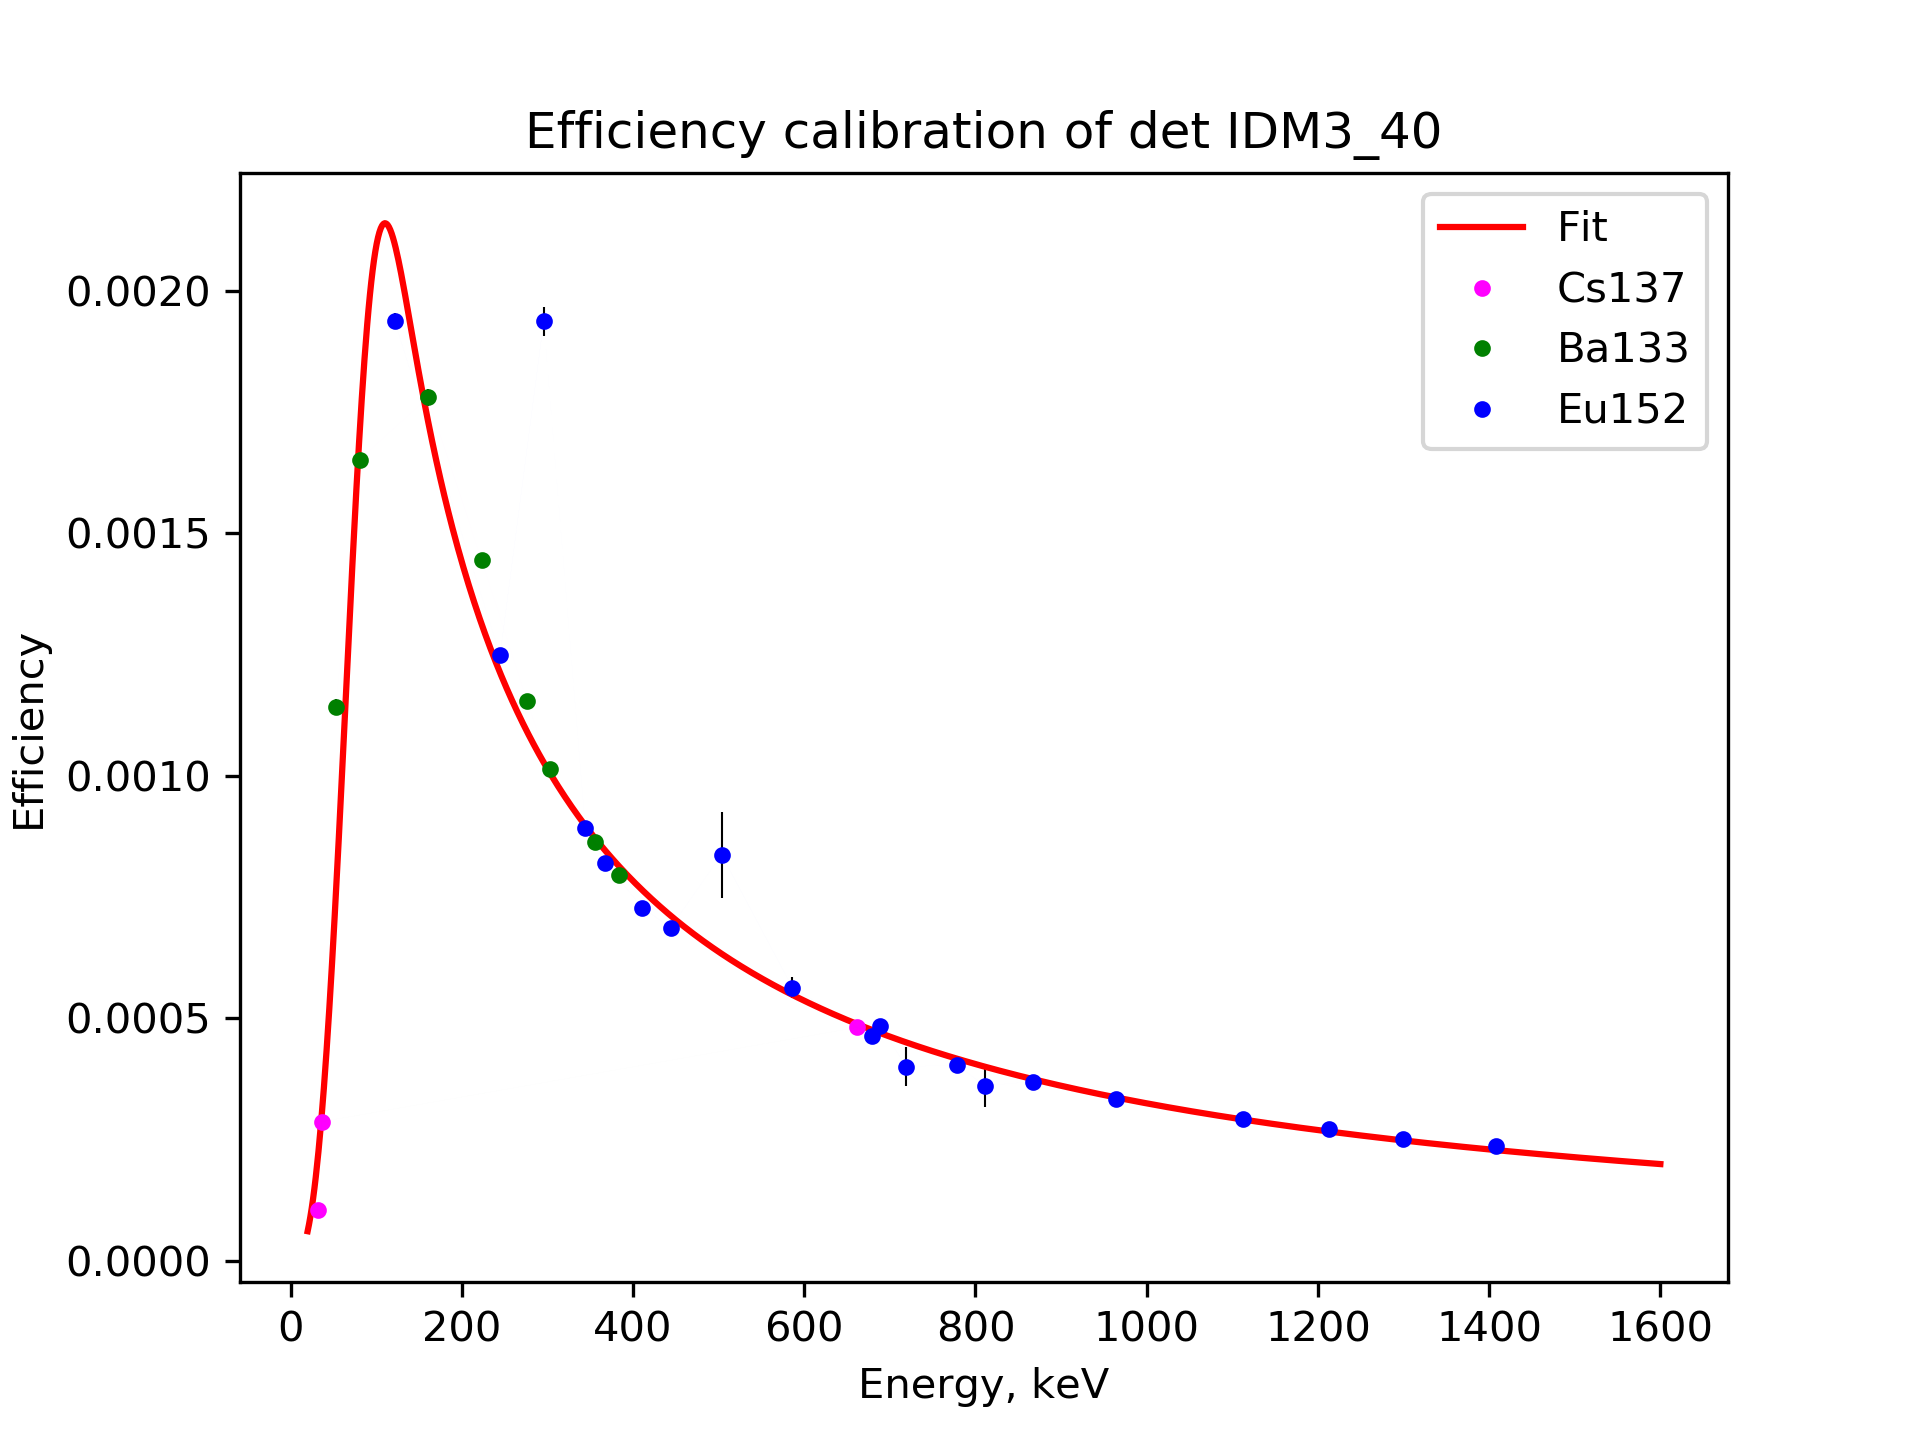 Efficiency calibration of det IDM3_40
Fit
Cs137
Ba133
Eu152
0.0020
0.0015
0.0010
0.0005
0.0000
Efficiency
0 200 400 600 800 1000 1200 1400 1600
Energy, keV